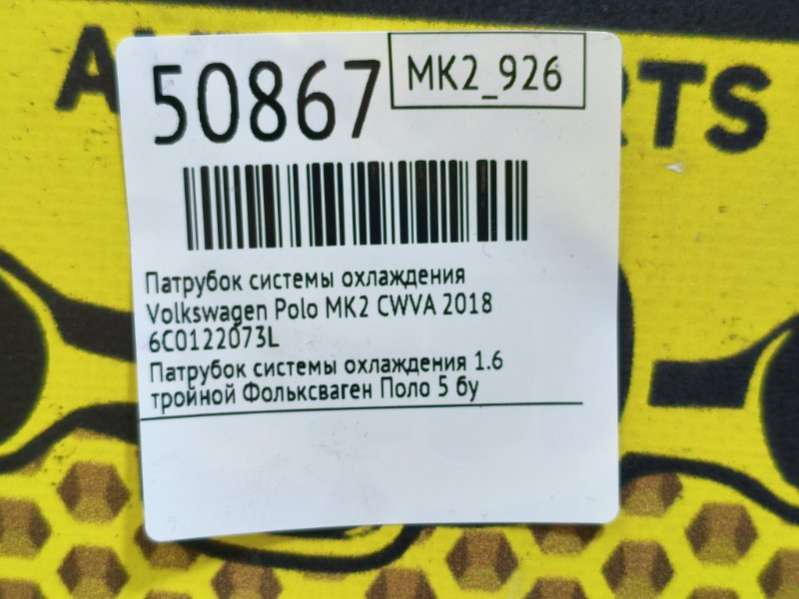 50867
MK2_926
Патрубок системы охлаждения
Volkswagen Polo MK2 CWVA 2018
6C0122073L
Патрубок системы охлаждения 1.6
тройной Фольксваген Поло 5 бу